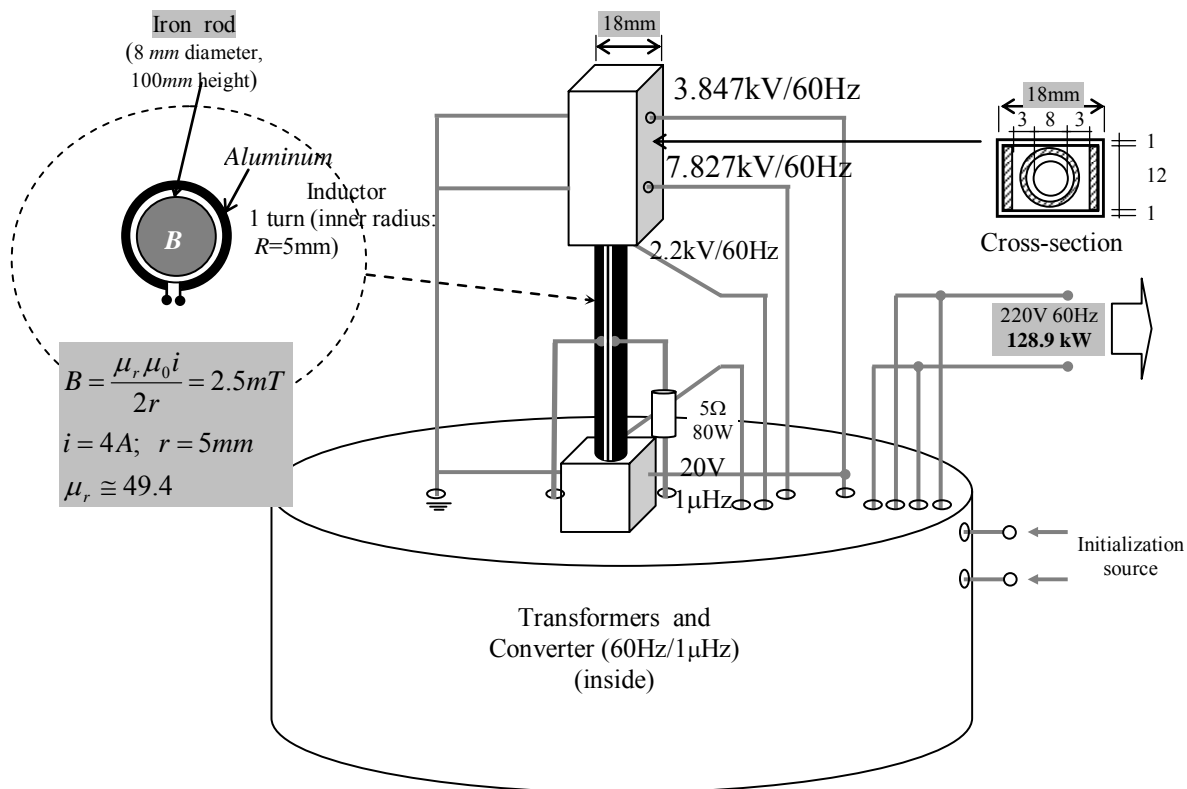 Iron rod
(8 mm diameter,
100mm height)
Aluminum
Inductor
1 turn (inner radius:
R=5mm)
B
B = μrμ0i / 2r = 2.5mT
i = 4A; r = 5mm
μr ≅ 49.4
18mm
3.847kV/60Hz
7.827kV/60Hz
2.2kV/60Hz
18mm
3 8 3
1
12
1
Cross-section
220V 60Hz
128.9 kW
5Ω
80W
20V
1μHz
Initialization
source
Transformers and
Converter (60Hz/1μHz)
(inside)